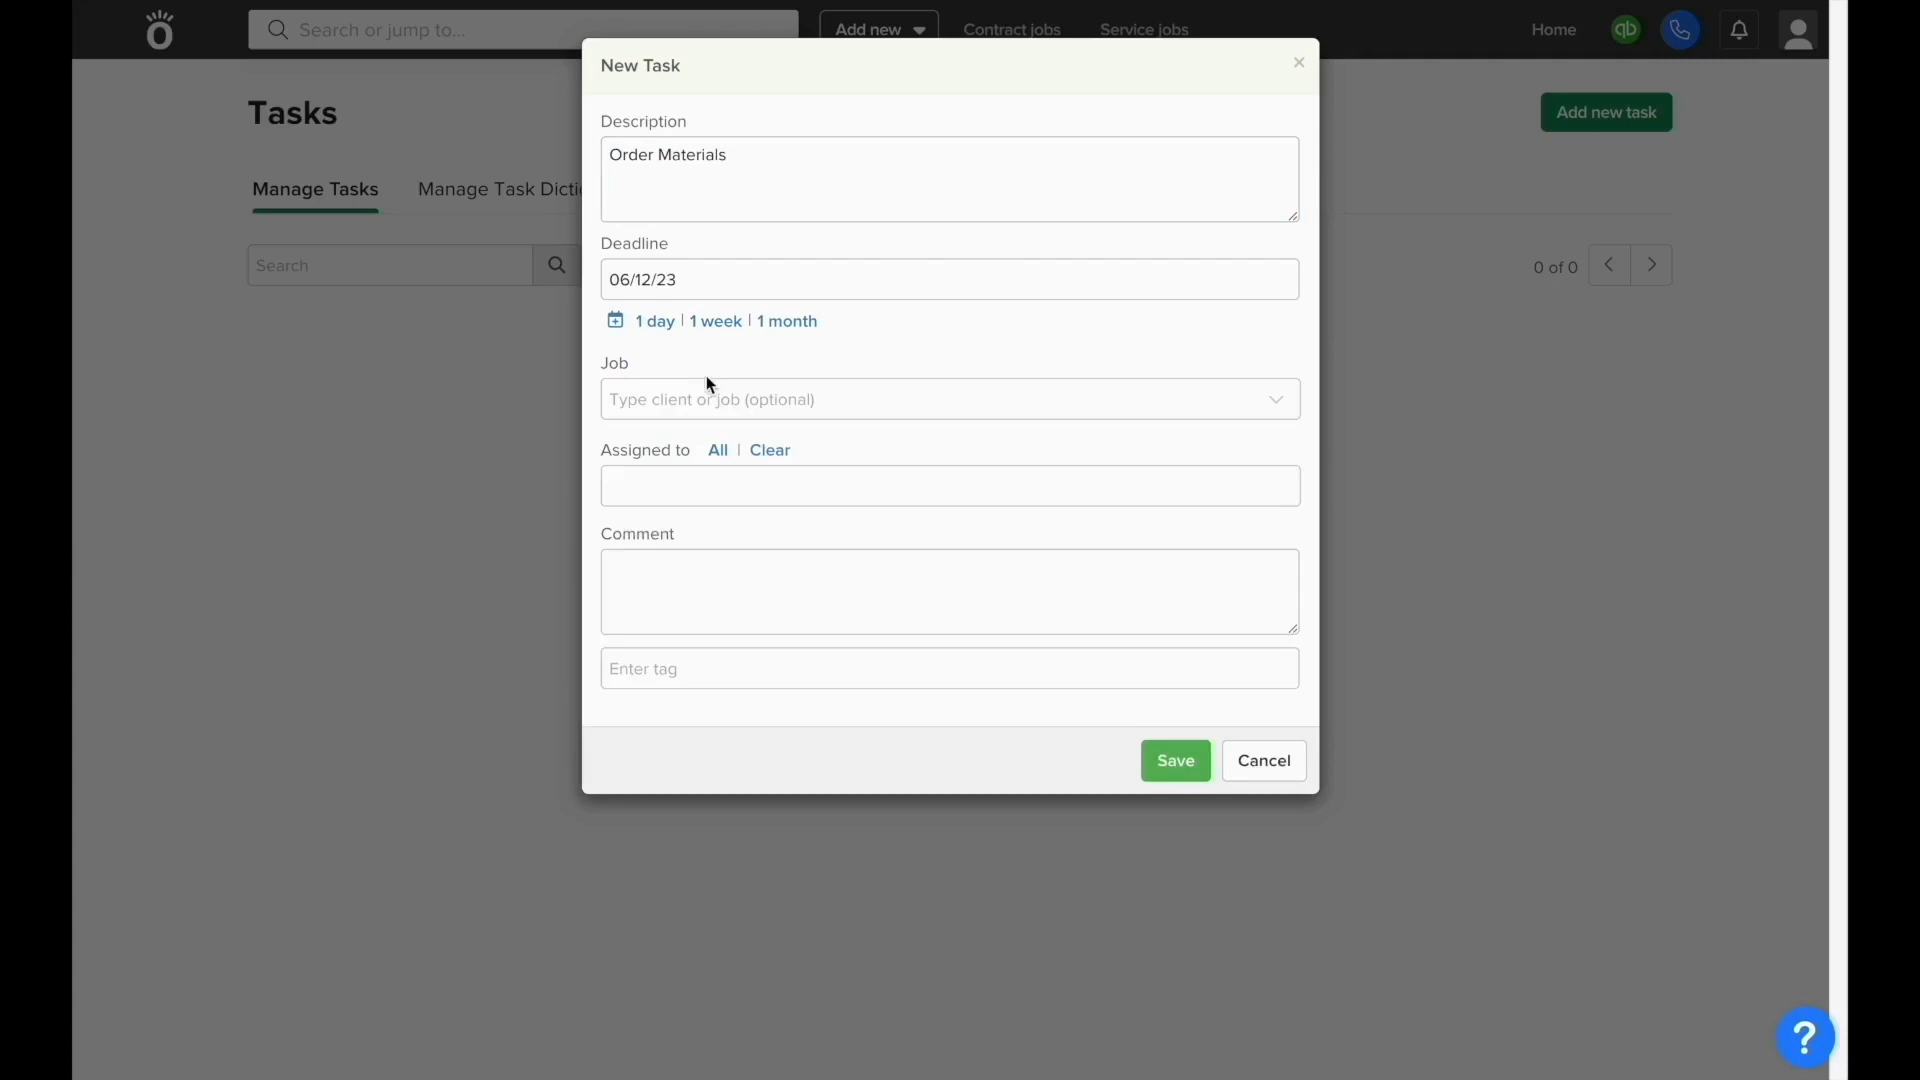 Search or jump to...
Add new
Contract jobs
Service jobs
Home
qb
New Task
×
Tasks
Add new task
Description
Order Materials
Manage Tasks
Manage Task Dicti
Deadline
Search
06/12/23
0 of 0
1 day | 1 week | 1 month
Job
Type client or job (optional)
Assigned to All | Clear
Comment
Enter tag
Save
Cancel
?